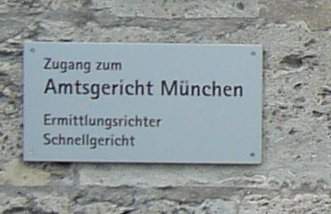 Zugang zum
Amtsgericht München
Ermittlungsrichter
Schnellgericht